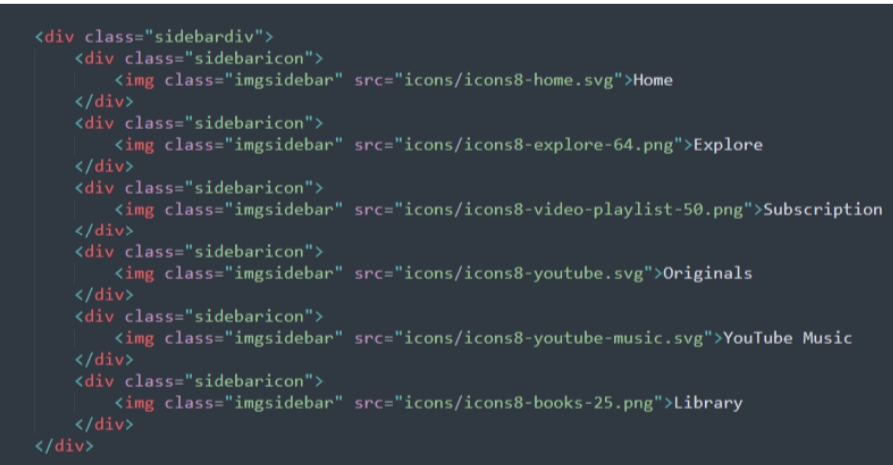 <div class="sidebardiv">
<div class="sidebaricon">
<img class="imgsidebar" src="icons/icons8-home.svg">Home
</div>
<div class="sidebaricon">
<img class="imgsidebar" src="icons/icons8-explore-64.png">Explore
</div>
<div class="sidebaricon">
<img class="imgsidebar" src="icons/icons8-video-playlist-50.png">Subscription
</div>
<div class="sidebaricon">
<img class="imgsidebar" src="icons/icons8-youtube.svg">Originals
</div>
<div class="sidebaricon">
<img class="imgsidebar" src="icons/icons8-youtube-music.svg">YouTube Music
</div>
<div class="sidebaricon">
<img class="imgsidebar" src="icons/icons8-books-25.png">Library
</div>
</div>